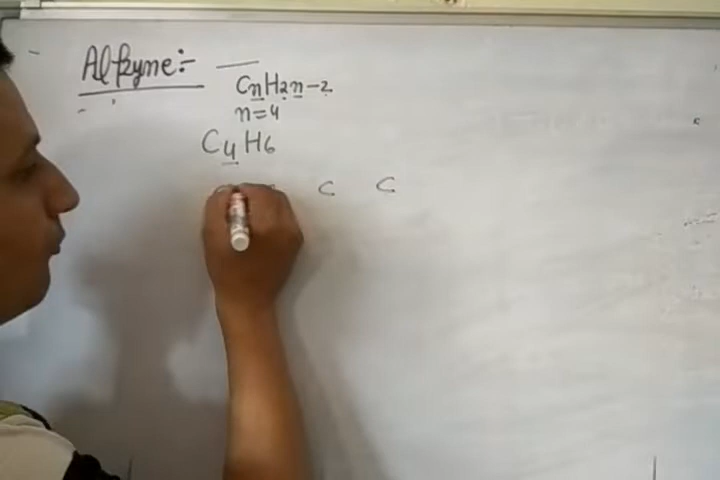 Alkyne:-
CnH2n-2
n=4
C4H6
C C